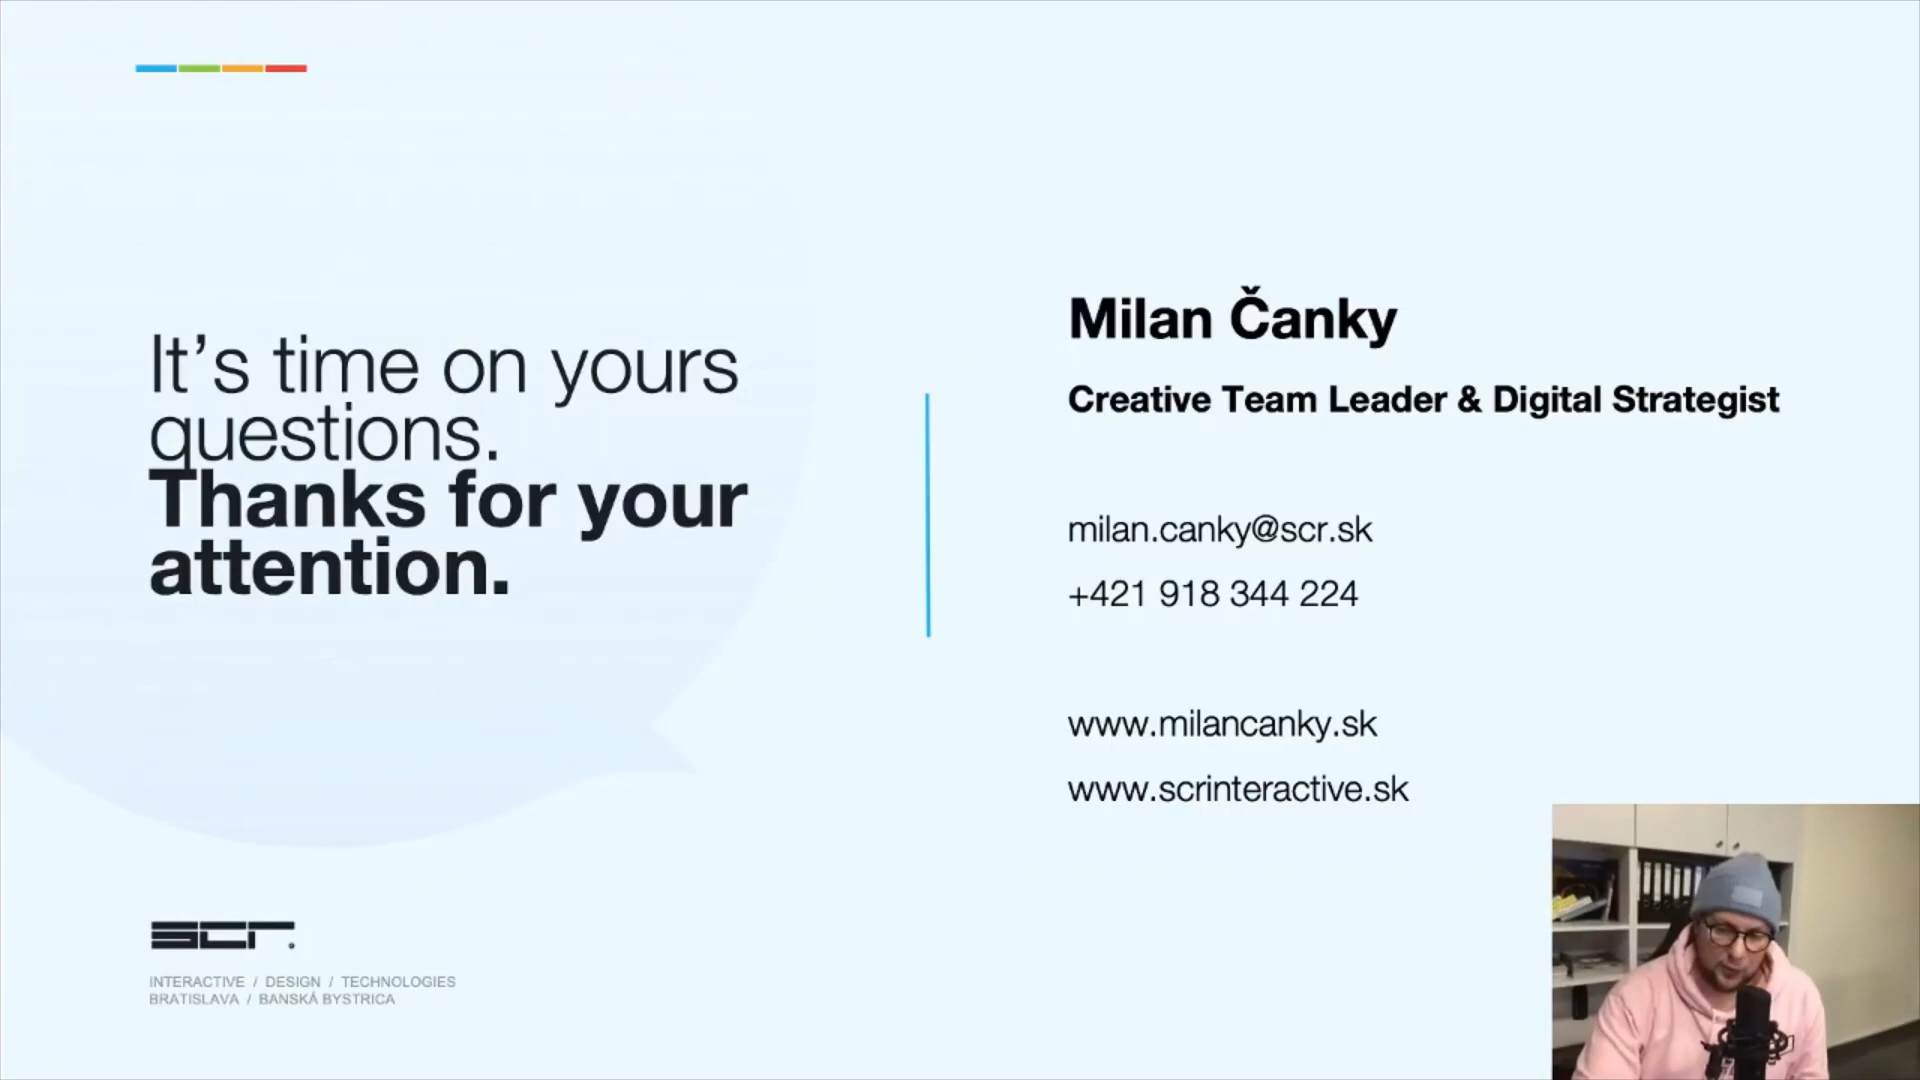 It’s time on yours
questions.
Thanks for your
attention.
scr.
INTERACTIVE / DESIGN / TECHNOLOGIES
BRATISLAVA / BANSKÁ BYSTRICA
Milan Čanky
Creative Team Leader & Digital Strategist
milan.canky@scr.sk
+421 918 344 224
www.milancanky.sk
www.scrinteractive.sk